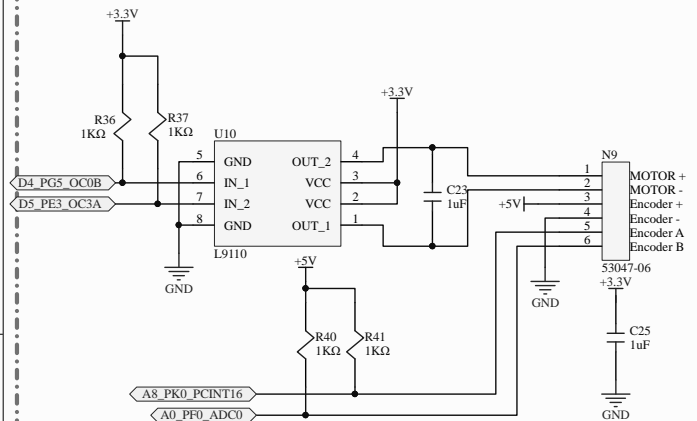 +3.3V
R36
1KΩ
R37
1KΩ
+3.3V
U10
5 GND OUT_2 4
D4_PG5_OC0B 6 IN_1 VCC 3
D5_PE3_OC3A 7 IN_2 VCC 2
8 GND OUT_1 1
L9110
C23
1uF
N9
1 MOTOR +
2 MOTOR -
+5V 3 Encoder +
4 Encoder -
5 Encoder A
6 Encoder B
53047-06
GND
+5V
GND
+3.3V
R40
1KΩ
R41
1KΩ
C25
1uF
A8_PK0_PCINT16
A0_PF0_ADC0
GND